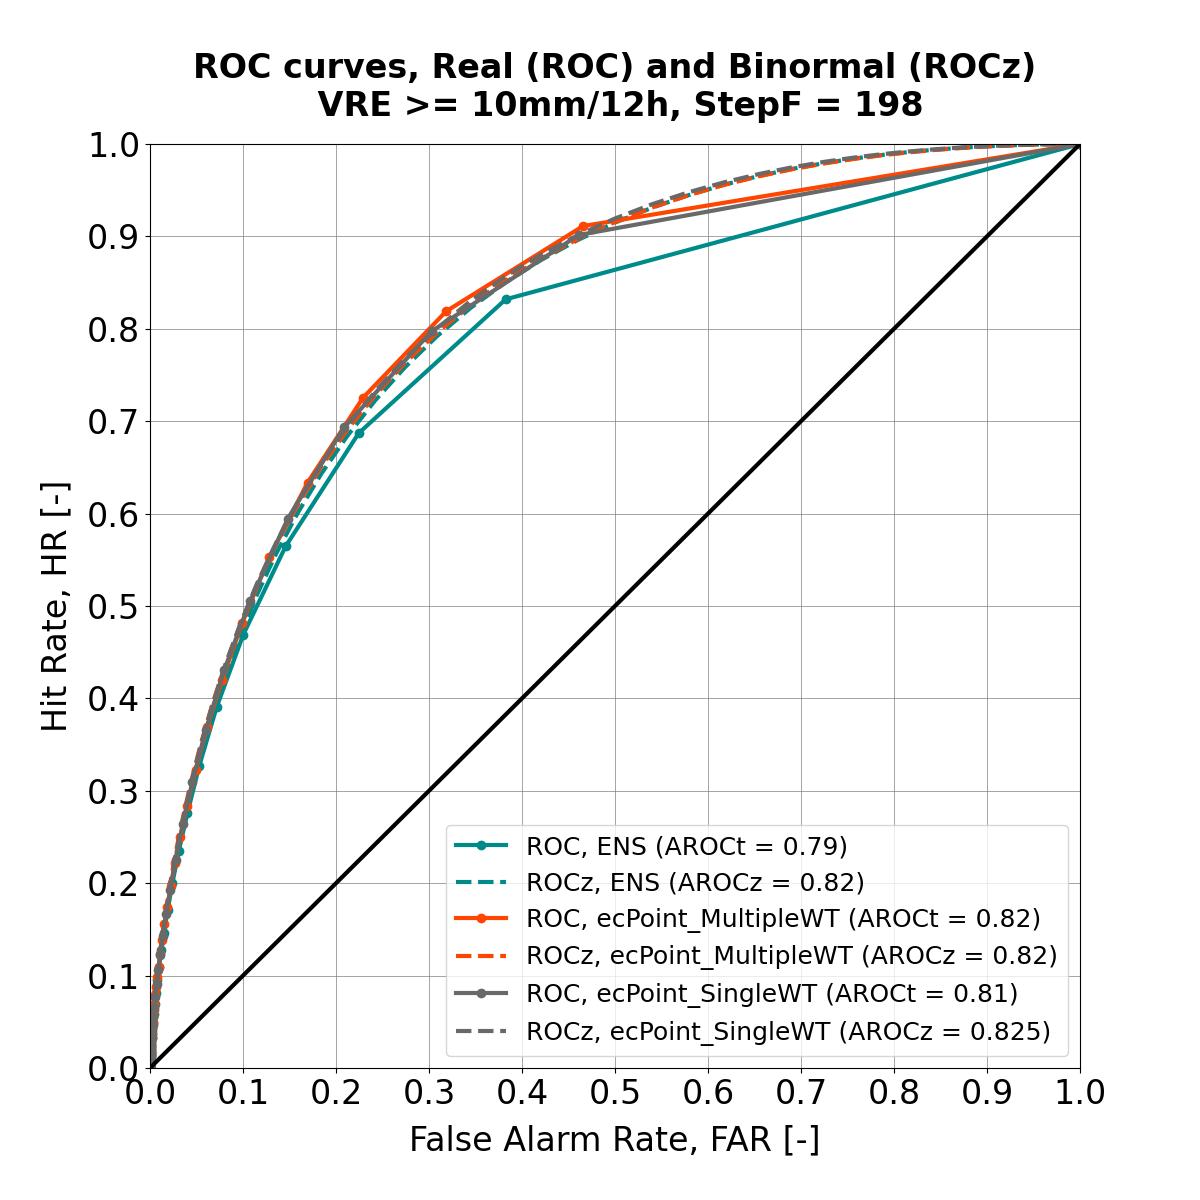 ROC curves, Real (ROC) and Binormal (ROCz)
VRE >= 10mm/12h, StepF = 198
1.0
0.9
0.8
0.7
0.6
0.5
0.4
0.3
0.2
0.1
0.0
Hit Rate, HR [-]
ROC, ENS (AROCt = 0.79)
ROCz, ENS (AROCz = 0.82)
ROC, ecPoint_MultipleWT (AROCt = 0.82)
ROCz, ecPoint_MultipleWT (AROCz = 0.82)
ROC, ecPoint_SingleWT (AROCt = 0.81)
ROCz, ecPoint_SingleWT (AROCz = 0.825)
0.0 0.1 0.2 0.3 0.4 0.5 0.6 0.7 0.8 0.9 1.0
False Alarm Rate, FAR [-]